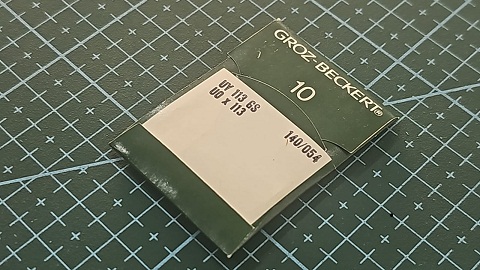 GROZ-BECKERT®
10
UY 113 GS
UO x 113
140/054